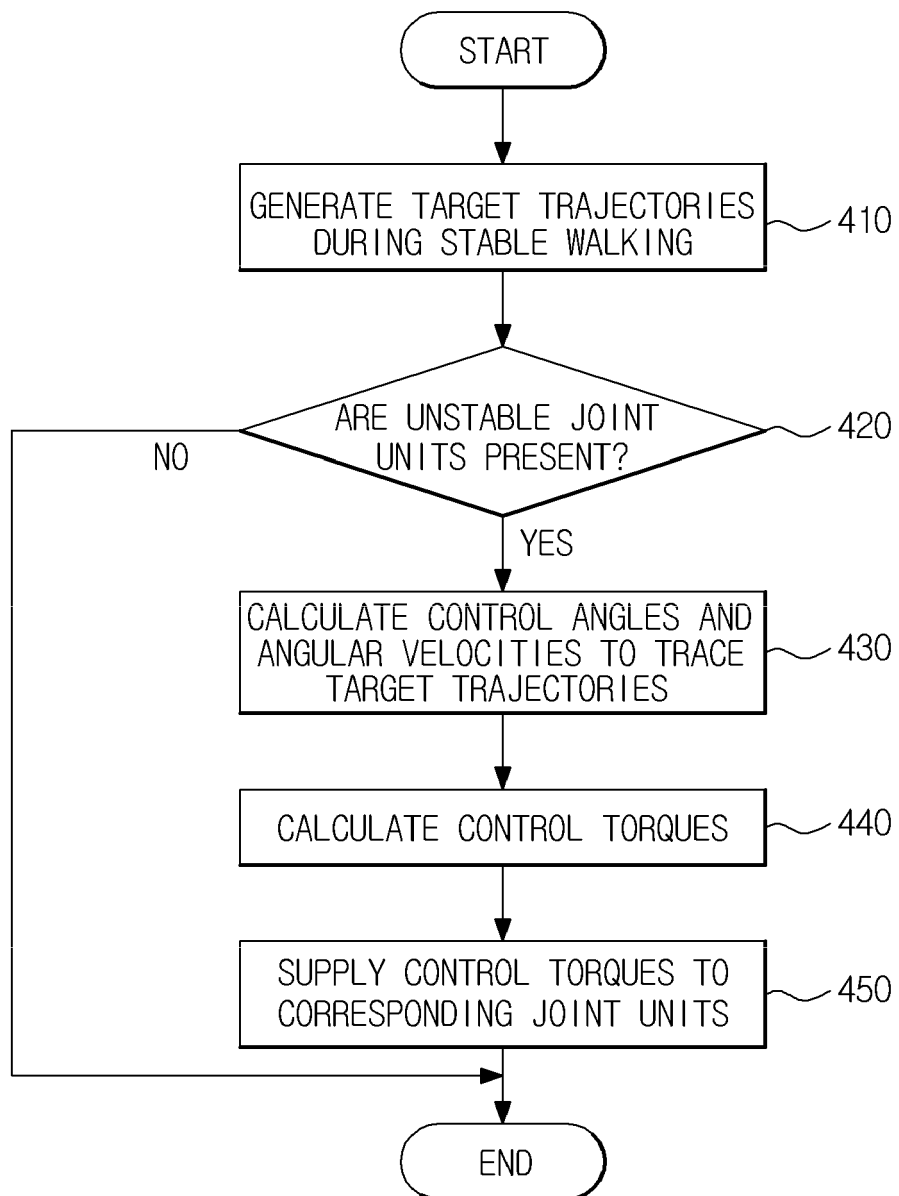 START
GENERATE TARGET TRAJECTORIES
DURING STABLE WALKING
410
ARE UNSTABLE JOINT
UNITS PRESENT?
420
NO
YES
CALCULATE CONTROL ANGLES AND
ANGULAR VELOCITIES TO TRACE
TARGET TRAJECTORIES
430
CALCULATE CONTROL TORQUES
440
SUPPLY CONTROL TORQUES TO
CORRESPONDING JOINT UNITS
450
END